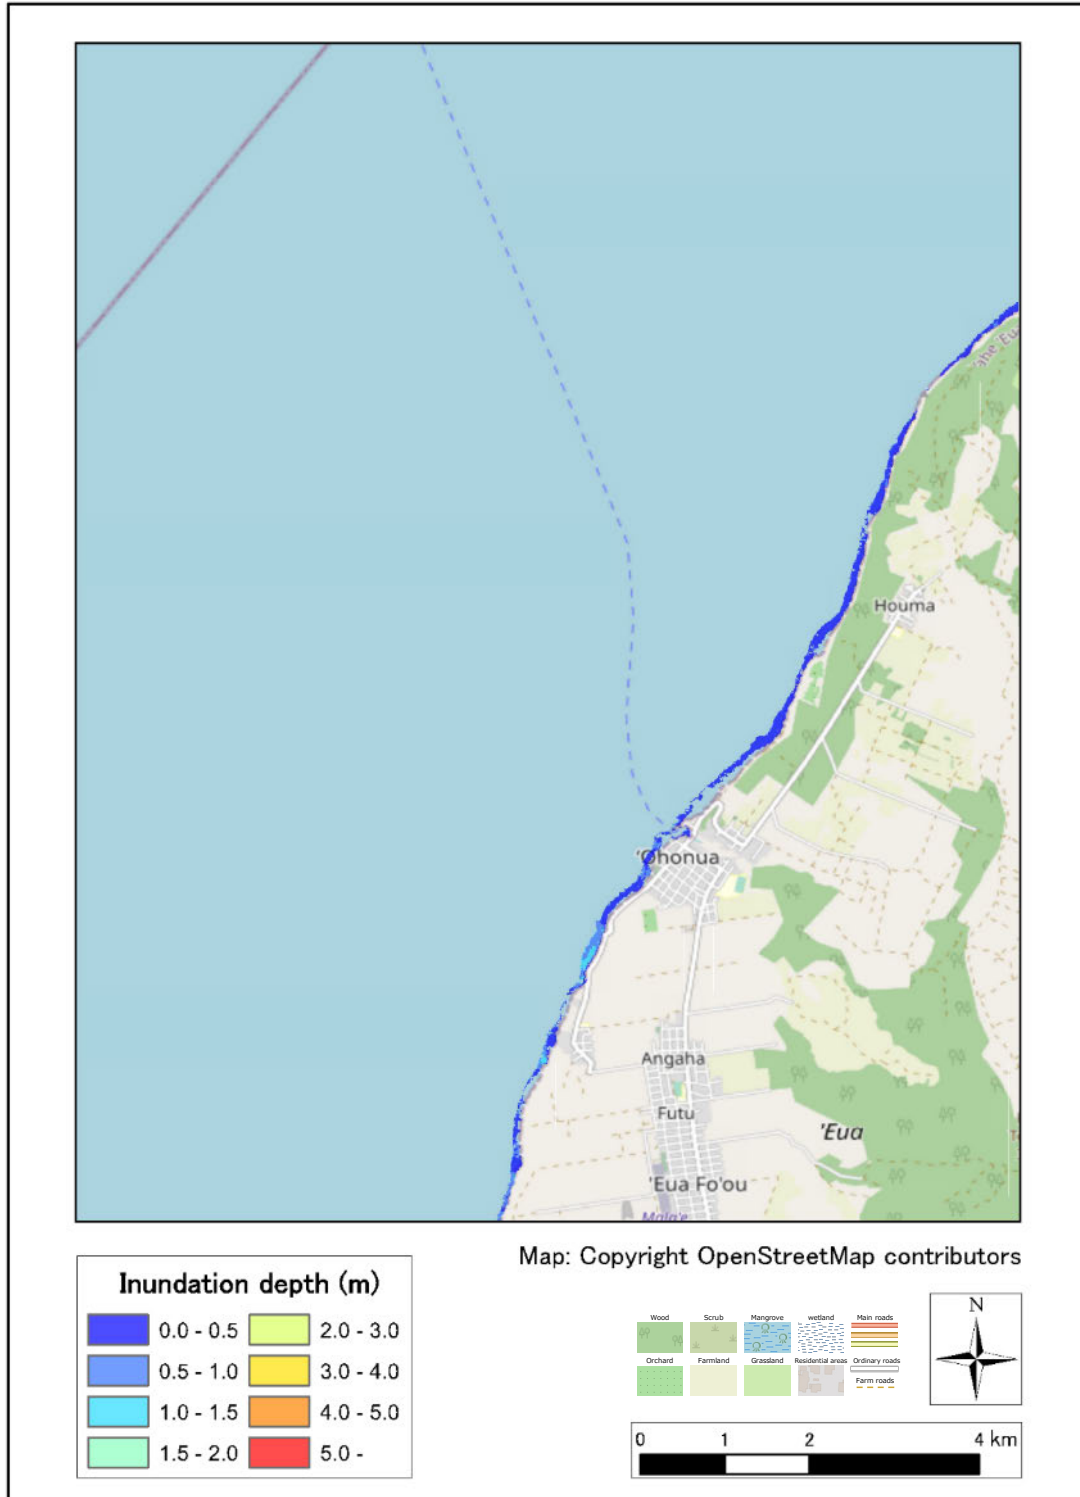 'ahe 'Eu
Houma
'Ohonua
Angaha
Futu
'Eua
'Eua Fo'ou
Mala'e
Map: Copyright OpenStreetMap contributors
Inundation depth (m)
0.0 - 0.5
2.0 - 3.0
0.5 - 1.0
3.0 - 4.0
1.0 - 1.5
4.0 - 5.0
1.5 - 2.0
5.0 -
Wood
Scrub
Mangrove
wetland
Main roads
Orchard
Farmland
Grassland
Residential areas
Ordinary roads
Farm roads
N
0 1 2 4 km